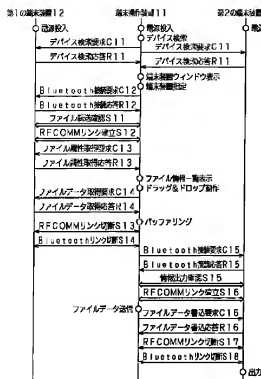 第1の端末装置12 端末操作装置11 第2の端末装置
電源投入 電源投入
デバイス検索
デバイス検索要求C11 デバイス検索要求C11
デバイス検索応答R11 デバイス検索応答R11
端末装置ウィンドウ表示
端末装置指定
Bluetooth接続要求C12
Bluetooth接続応答R12
ファイル転送確認S11
RFCOMMリンク確立S12
ファイル属性取得要求C13
ファイル属性取得応答R13
ファイル情報一覧表示
ドラッグ&ドロップ動作
ファイルデータ取得要求C14
ファイルデータ取得応答R14
バッファリング
RFCOMMリンク切断S13
Bluetoothリンク切断S14
Bluetooth接続要求C15
Bluetooth接続応答R15
情報出力確認S15
RFCOMMリンク確立S16
ファイルデータ送信
ファイルデータ書込要求C16
ファイルデータ書込応答R16
RFCOMMリンク切断S17
Bluetoothリンク切断S18
出力